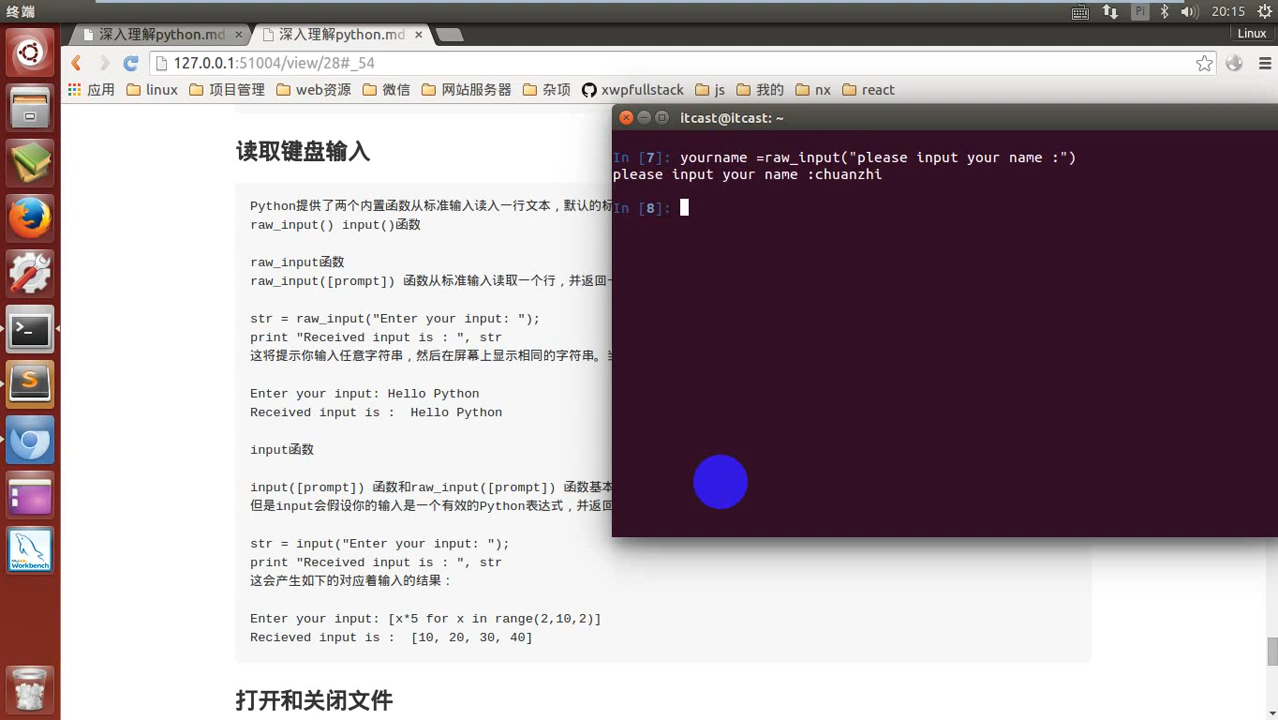 终端
Pi
20:15
深入理解python.md ×
深入理解python.md ×
Linux
127.0.0.1:51004/view/28#_54
应用 linux 项目管理 web资源 微信 网站服务器 杂项 xwpfullstack js 我的 nx react
itcast@itcast: ~
In [7]: yourname =raw_input("please input your name :")
please input your name :chuanzhi
In [8]:
读取键盘输入
Python提供了两个内置函数从标准输入读入一行文本，默认的标
raw_input() input()函数
raw_input函数
raw_input([prompt]) 函数从标准输入读取一个行，并返回一
str = raw_input("Enter your input: ");
print "Received input is : ", str
这将提示你输入任意字符串，然后在屏幕上显示相同的字符串。当
Enter your input: Hello Python
Received input is :  Hello Python
input函数
input([prompt]) 函数和raw_input([prompt]) 函数基本
但是input会假设你的输入是一个有效的Python表达式，并返回
str = input("Enter your input: ");
print "Received input is : ", str
这会产生如下的对应着输入的结果：
Enter your input: [x*5 for x in range(2,10,2)]
Recieved input is :  [10, 20, 30, 40]
打开和关闭文件
>_
S
Workbench